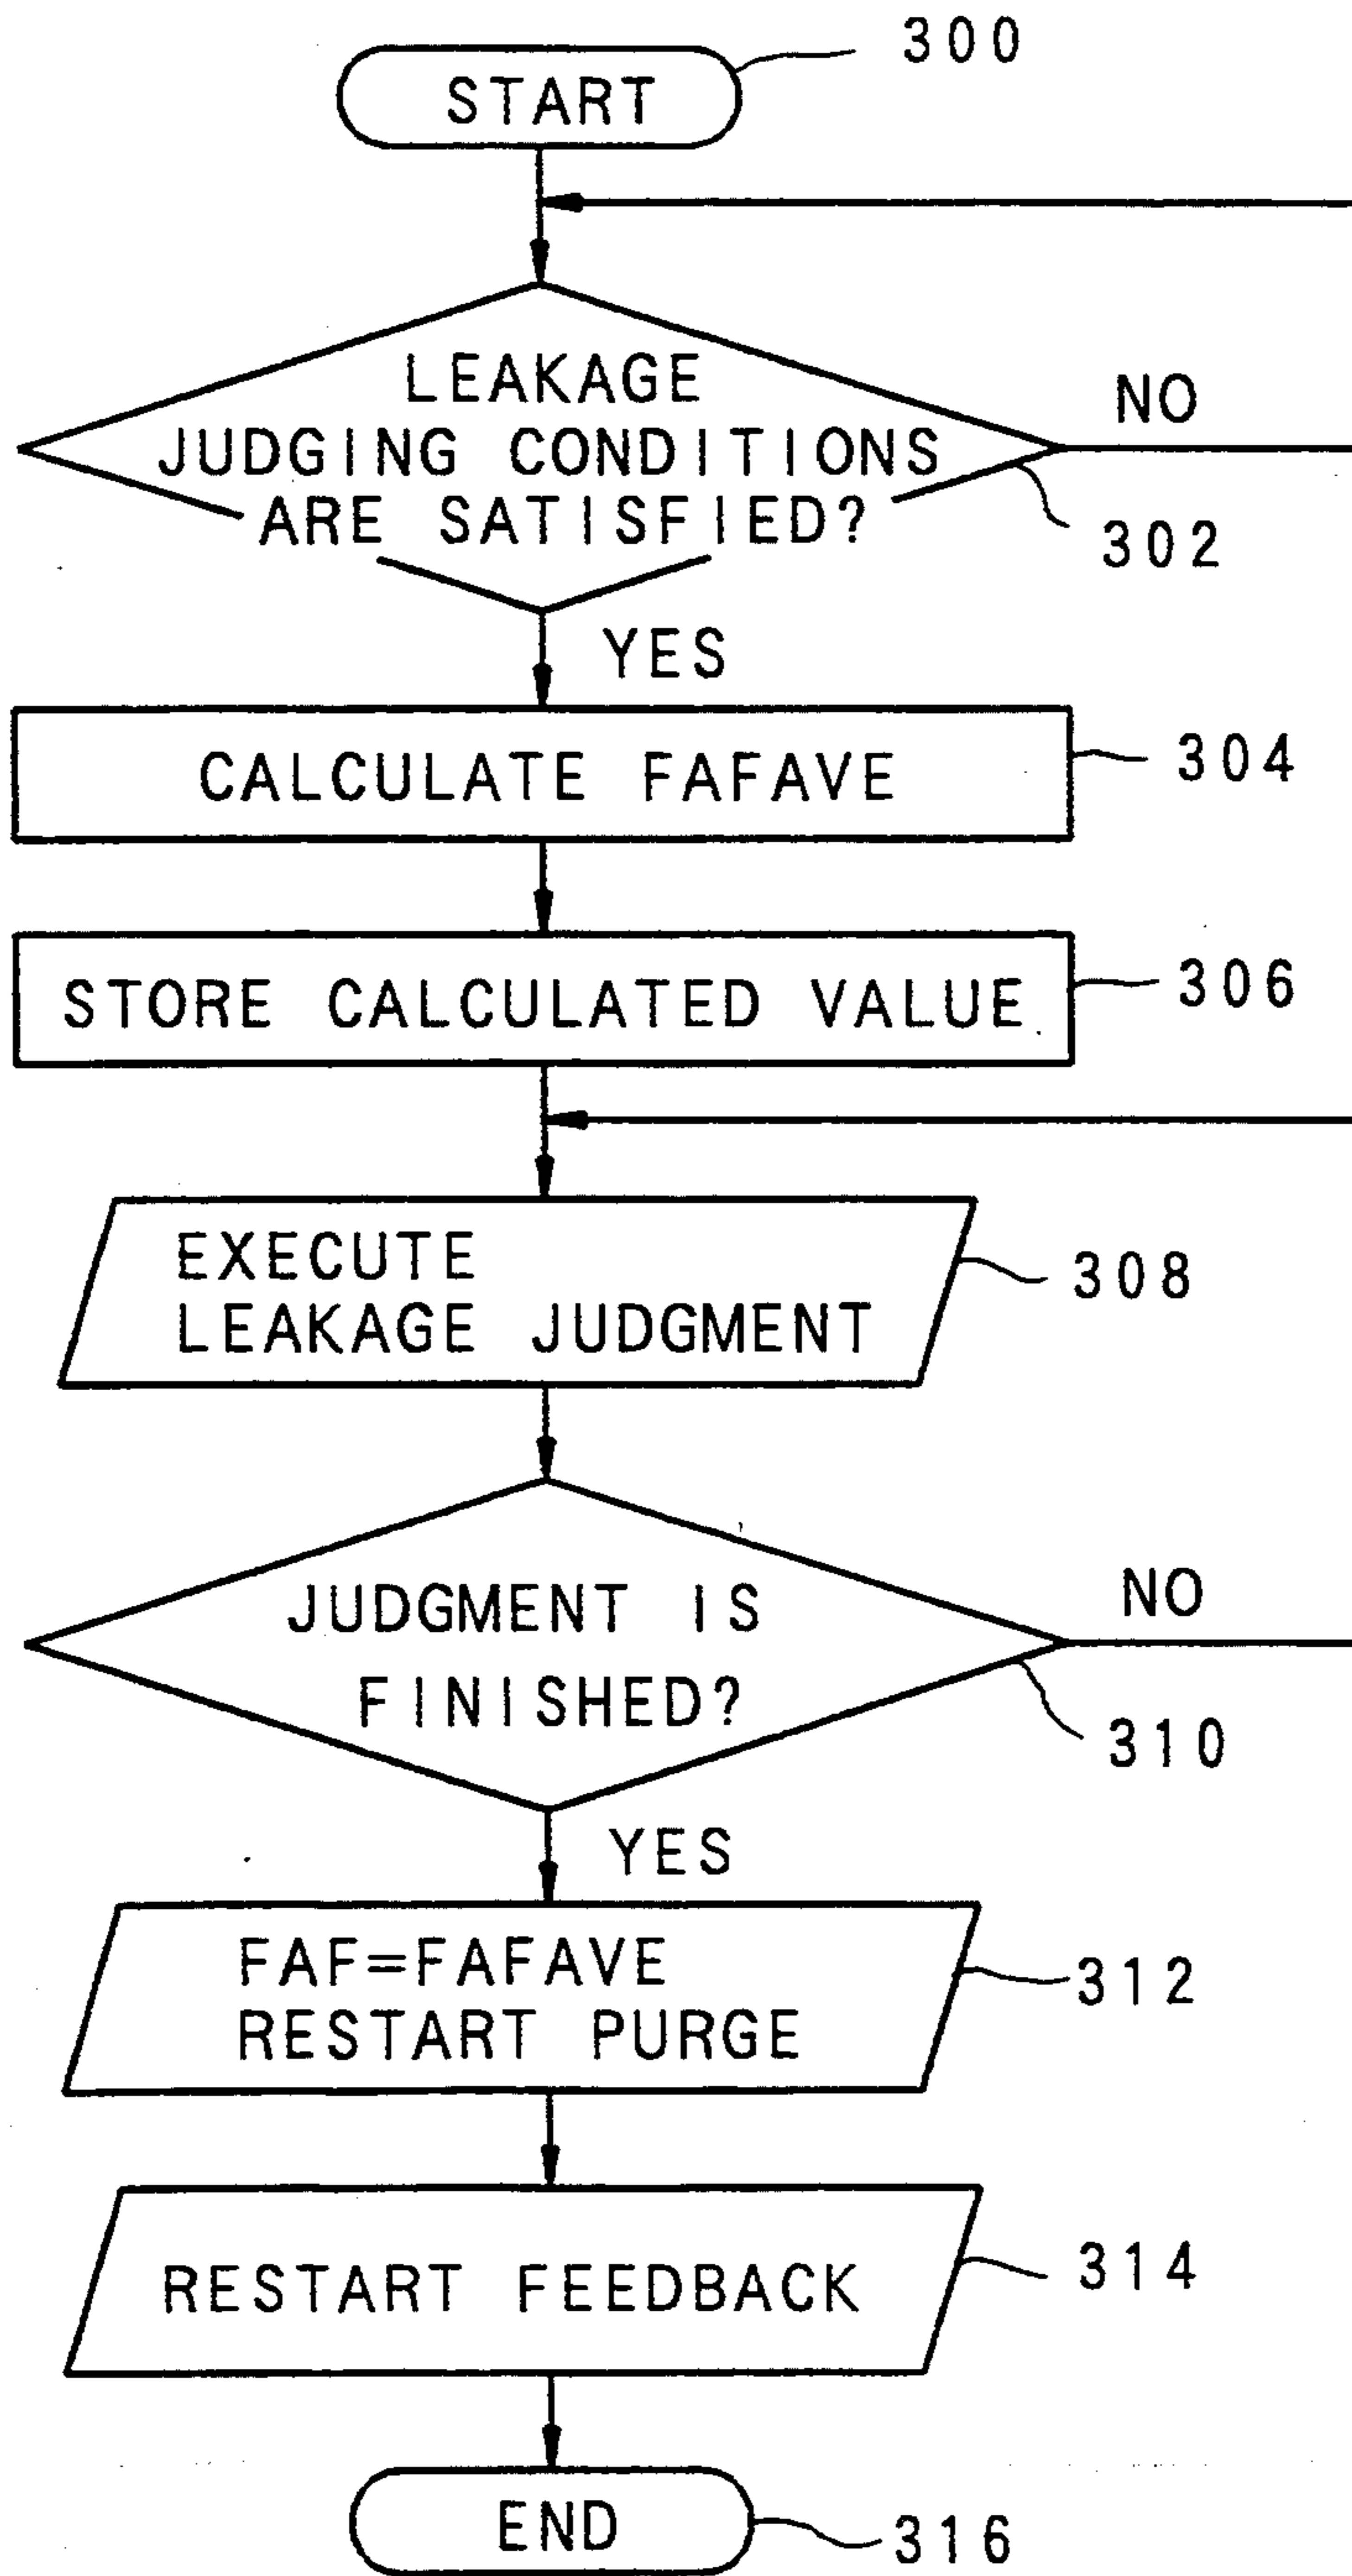 300
START
LEAKAGE
JUDGING CONDITIONS
ARE SATISFIED?
NO
302
YES
CALCULATE FAFAVE
304
STORE CALCULATED VALUE
306
EXECUTE
LEAKAGE JUDGMENT
308
JUDGMENT IS
FINISHED?
NO
310
YES
FAF=FAFAVE
RESTART PURGE
312
RESTART FEEDBACK
314
END
316